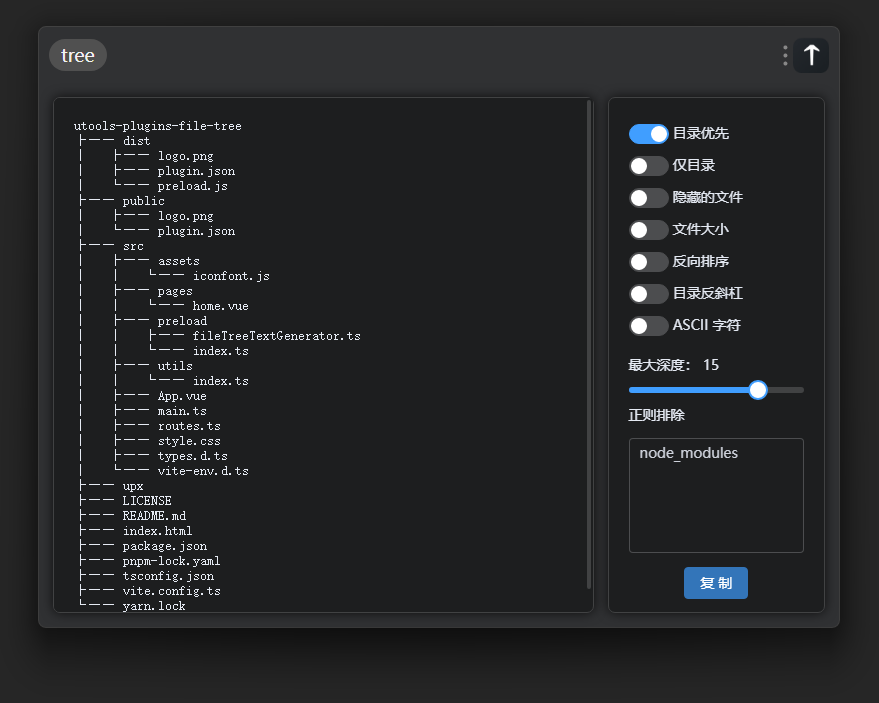 tree
utools-plugins-file-tree
├── dist
│   ├── logo.png
│   ├── plugin.json
│   └── preload.js
├── public
│   ├── logo.png
│   └── plugin.json
├── src
│   ├── assets
│   │   └── iconfont.js
│   ├── pages
│   │   └── home.vue
│   ├── preload
│   │   ├── fileTreeTextGenerator.ts
│   │   └── index.ts
│   ├── utils
│   │   └── index.ts
│   ├── App.vue
│   ├── main.ts
│   ├── routes.ts
│   ├── style.css
│   ├── types.d.ts
│   └── vite-env.d.ts
├── upx
├── LICENSE
├── README.md
├── index.html
├── package.json
├── pnpm-lock.yaml
├── tsconfig.json
├── vite.config.ts
└── yarn.lock
目录优先
仅目录
隐藏的文件
文件大小
反向排序
目录反斜杠
ASCII 字符
最大深度： 15
正则排除
node_modules
复制